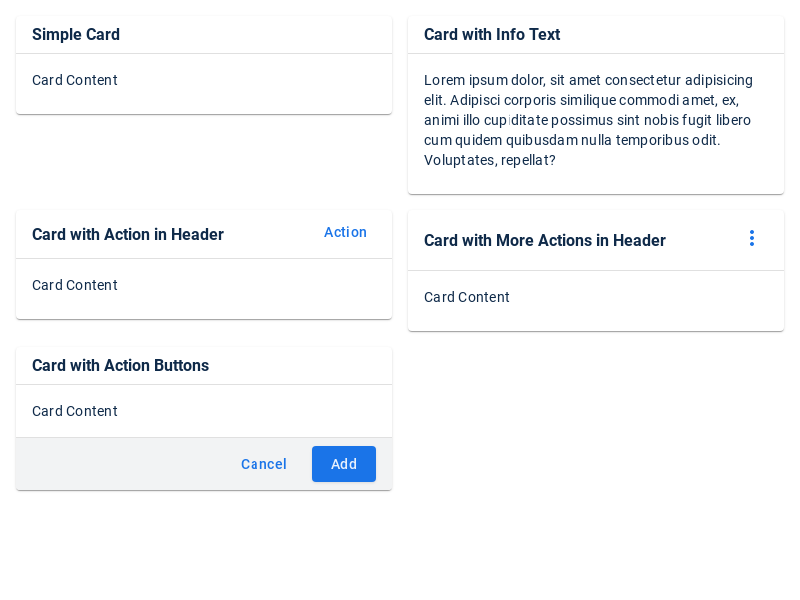 Simple Card
Card Content
Card with Info Text
Lorem ipsum dolor, sit amet consectetur adipisicing
elit. Adipisci corporis similique commodi amet, ex,
animi illo cupiditate possimus sint nobis fugit libero
cum quidem quibusdam nulla temporibus odit.
Voluptates, repellat?
Card with Action in Header
Action
Card Content
Card with More Actions in Header
Card Content
Card with Action Buttons
Card Content
Cancel
Add